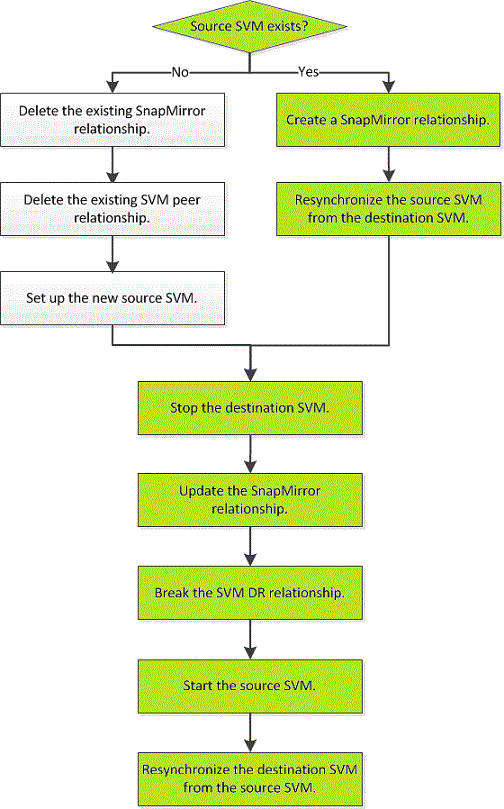 Source SVM exists?
No
Yes
Delete the existing SnapMirror
relationship.
Create a SnapMirror relationship.
Delete the existing SVM peer
relationship.
Resynchronize the source SVM
from the destination SVM.
Set up the new source SVM.
Stop the destination SVM.
Update the SnapMirror
relationship.
Break the SVM DR relationship.
Start the source SVM.
Resynchronize the destination SVM
from the source SVM.